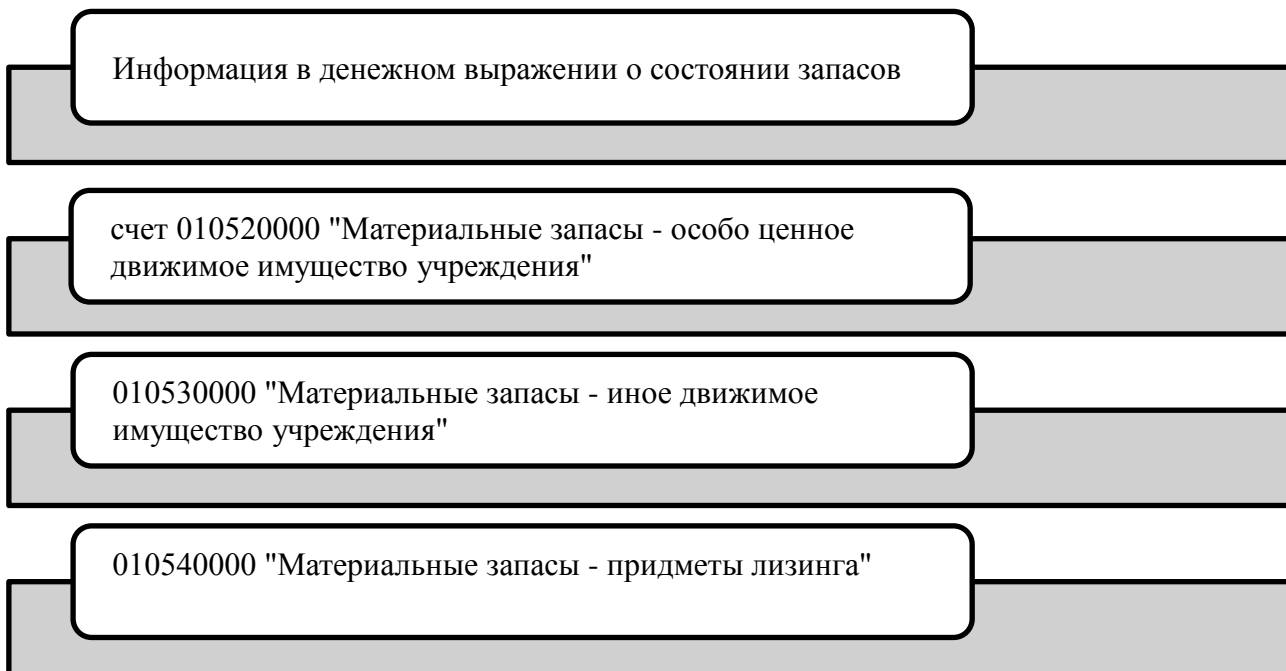 Информация в денежном выражении о состоянии запасов
счет 010520000 "Материальные запасы - особо ценное
движимое имущество учреждения"
010530000 "Материальные запасы - иное движимое
имущество учреждения"
010540000 "Материальные запасы - придметы лизинга"